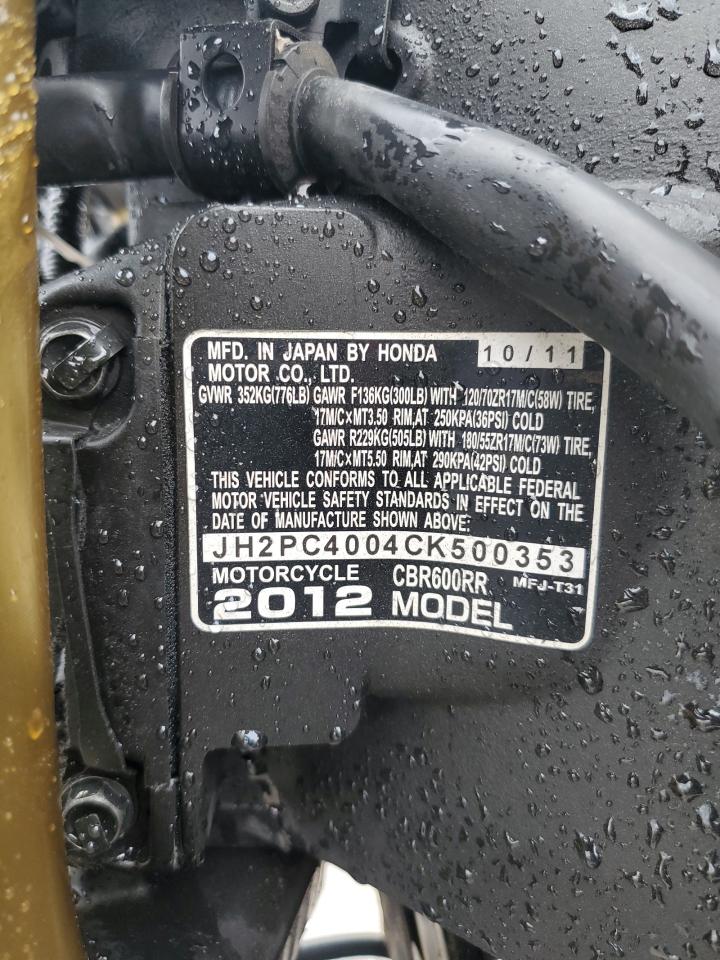 MFD. IN JAPAN BY HONDA 10/11
MOTOR CO., LTD.
GVWR 352KG(776LB) GAWR F136KG(300LB) WITH 120/70ZR17M/C(58W) TIRE,
17M/C×MT3.50 RIM, AT 250KPA(36PSI) COLD
GAWR R229KG(505LB) WITH 180/55ZR17M/C(73W) TIRE,
17M/C×MT5.50 RIM, AT 290KPA(42PSI) COLD
THIS VEHICLE CONFORMS TO ALL APPLICABLE FEDERAL
MOTOR VEHICLE SAFETY STANDARDS IN EFFECT ON THE
DATE OF MANUFACTURE SHOWN ABOVE:
JH2PC4004CK500353
MOTORCYCLE CBR600RR MFJ-T31
2012 MODEL